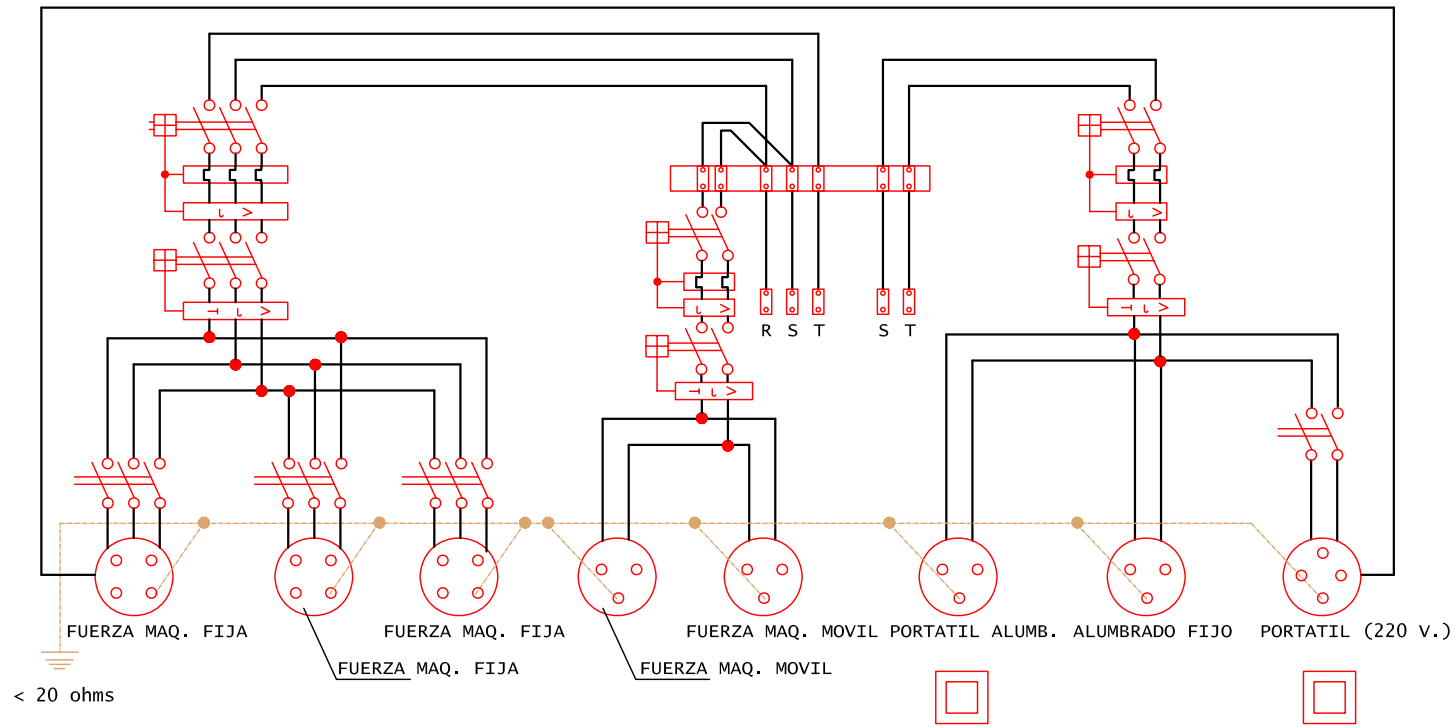 R S T S T
FUERZA MAQ. FIJA
FUERZA MAQ. FIJA
FUERZA MAQ. MOVIL
PORTATIL ALUMB.
ALUMBRADO FIJO
PORTATIL (220 V.)
FUERZA MAQ. FIJA
FUERZA MAQ. MOVIL
< 20 ohms